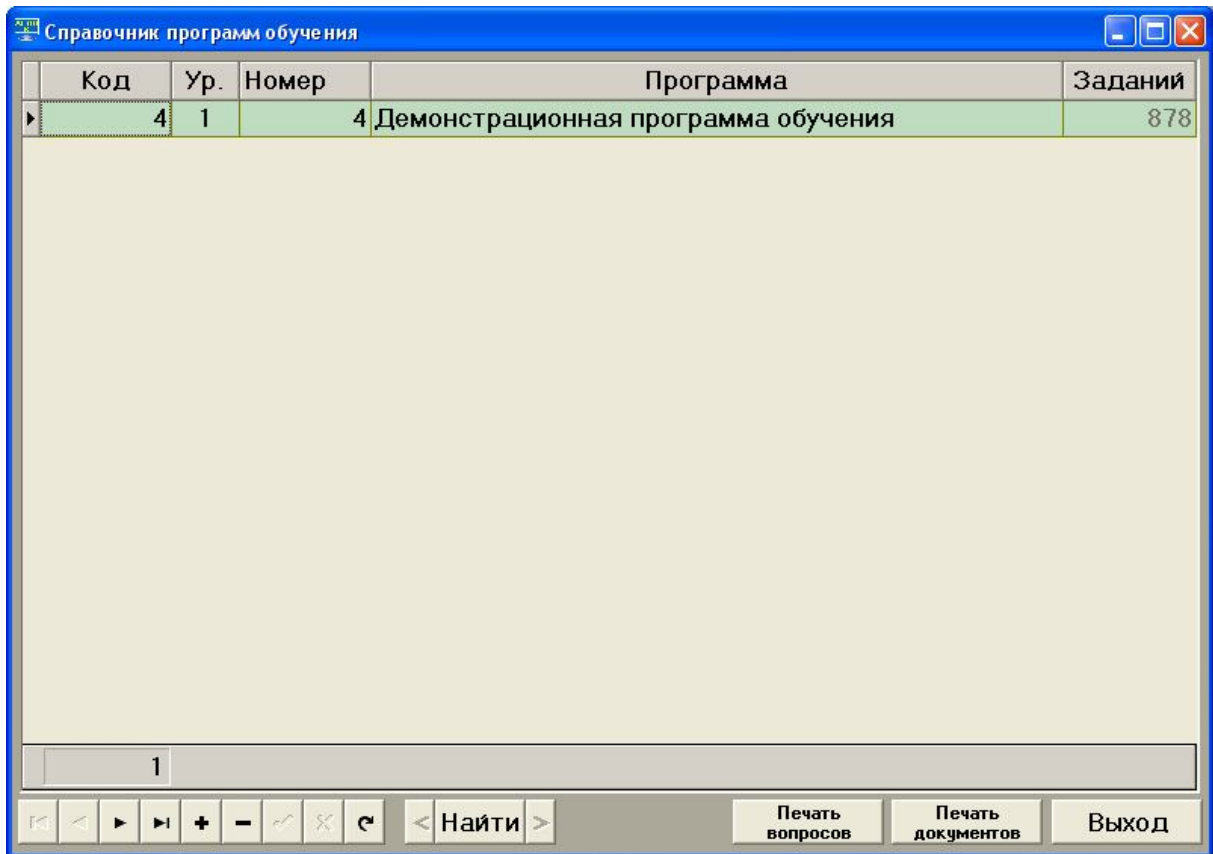 Справочник программ обучения
Код Ур. Номер Программа Заданий
4 1 4 Демонстрационная программа обучения 878
1
< Найти > Печать вопросов Печать документов Выход